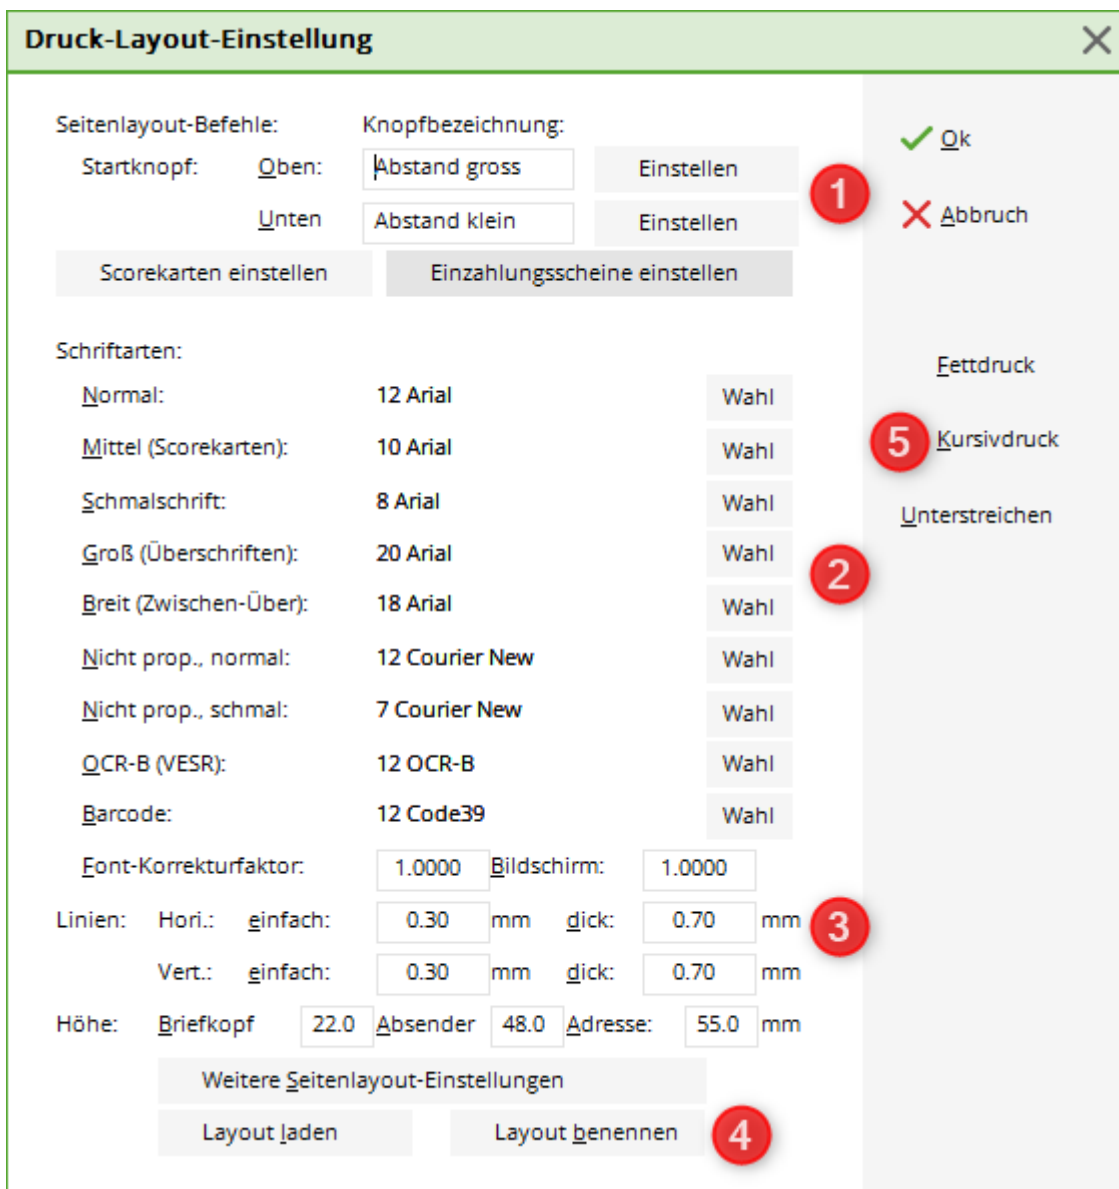 Druck-Layout-Einstellung
Seitenlayout-Befehle: Knopfbezeichnung:
Ok
Startknopf: Oben: Abstand gross Einstellen
1
Abbruch
Unten Abstand klein Einstellen
Scorekarten einstellen Einzahlungsscheine einstellen
Schriftarten:
Fettdruck
Normal: 12 Arial Wahl
5 Kursivdruck
Mittel (Scorekarten): 10 Arial Wahl
Schmalschrift: 8 Arial Wahl
Unterstreichen
Groß (Überschriften): 20 Arial Wahl
2
Breit (Zwischen-Über): 18 Arial Wahl
Nicht prop., normal: 12 Courier New Wahl
Nicht prop., schmal: 7 Courier New Wahl
OCR-B (VESR): 12 OCR-B Wahl
Barcode: 12 Code39 Wahl
Font-Korrekturfaktor: 1.0000 Bildschirm: 1.0000
Linien: Hori.: einfach: 0.30 mm dick: 0.70 mm 3
Vert.: einfach: 0.30 mm dick: 0.70 mm
Höhe: Briefkopf 22.0 Absender 48.0 Adresse: 55.0 mm
Weitere Seitenlayout-Einstellungen
Layout laden Layout benennen 4